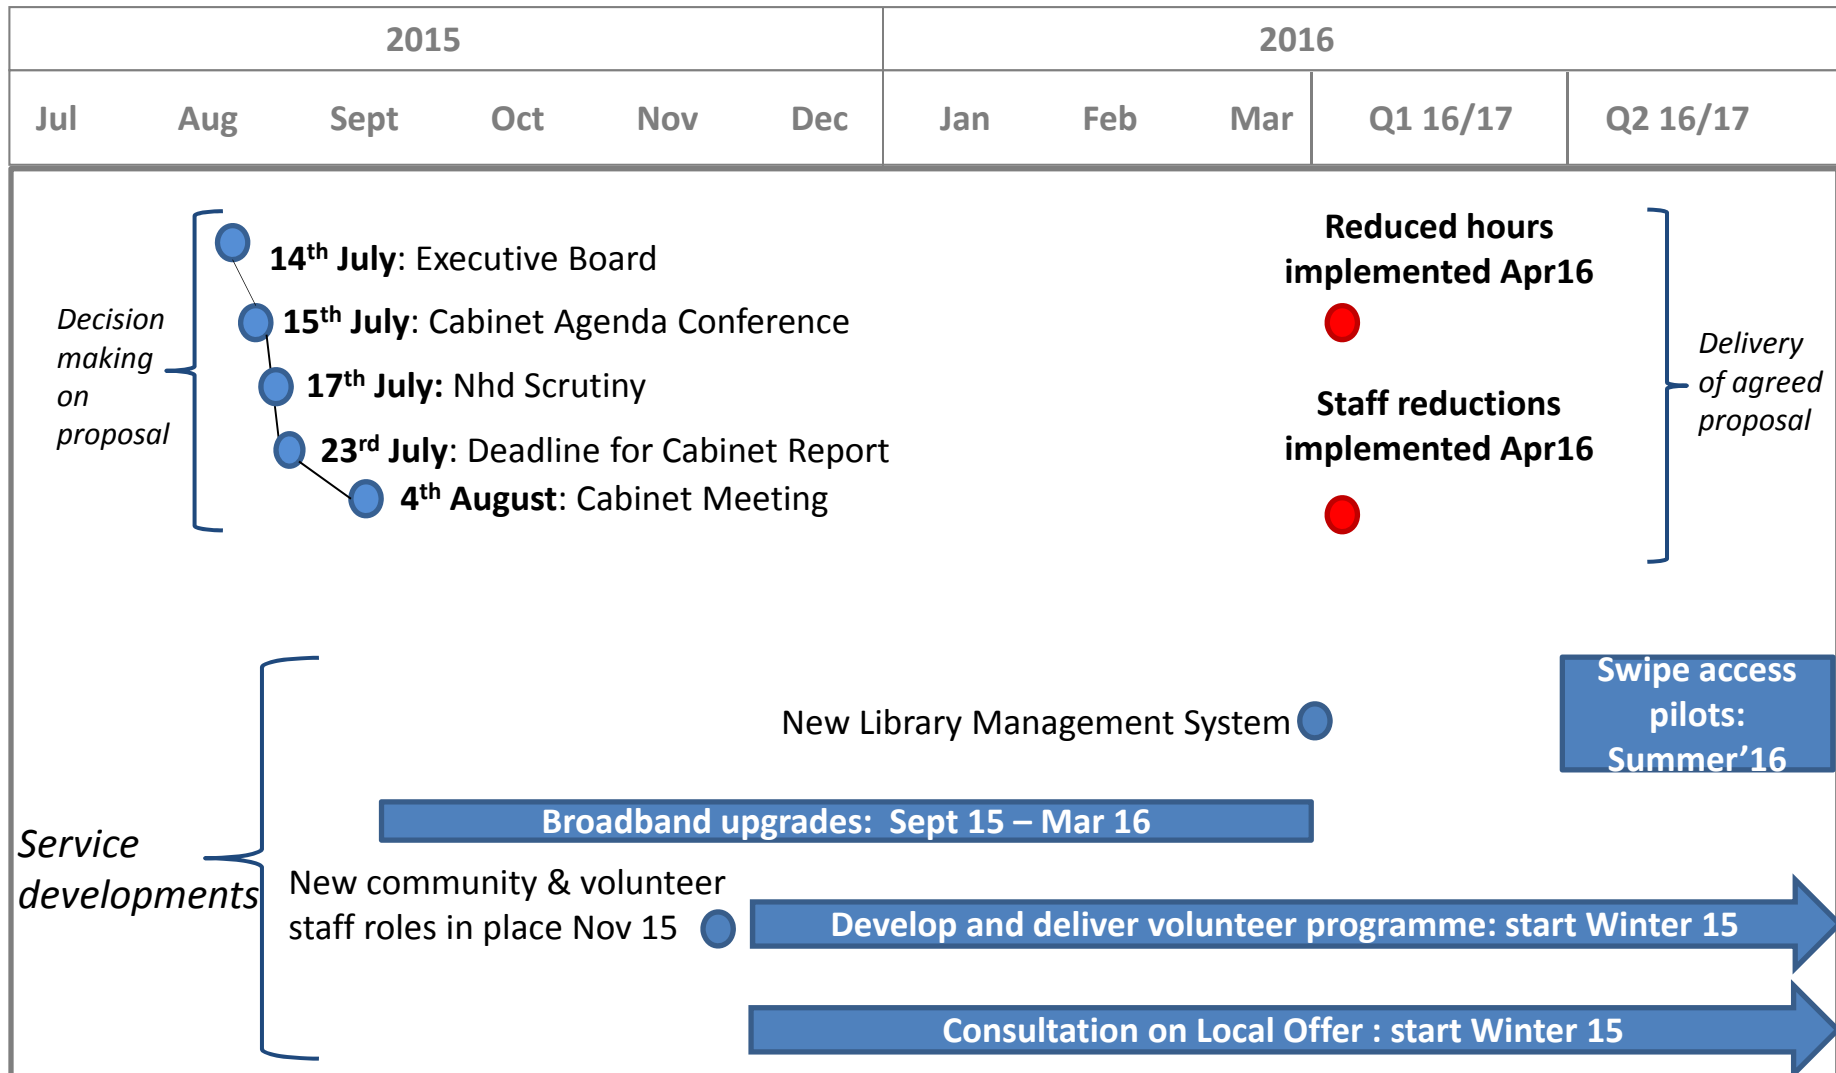 2015
2016
Jul Aug Sept Oct Nov Dec Jan Feb Mar Q1 16/17 Q2 16/17
Decision
making
on
proposal
14th July: Executive Board
15th July: Cabinet Agenda Conference
17th July: Nhd Scrutiny
23rd July: Deadline for Cabinet Report
4th August: Cabinet Meeting
Reduced hours
implemented Apr16
Staff reductions
implemented Apr16
Delivery
of agreed
proposal
Service
developments
New Library Management System
Swipe access
pilots:
Summer’16
Broadband upgrades: Sept 15 – Mar 16
New community & volunteer
staff roles in place Nov 15
Develop and deliver volunteer programme: start Winter 15
Consultation on Local Offer : start Winter 15